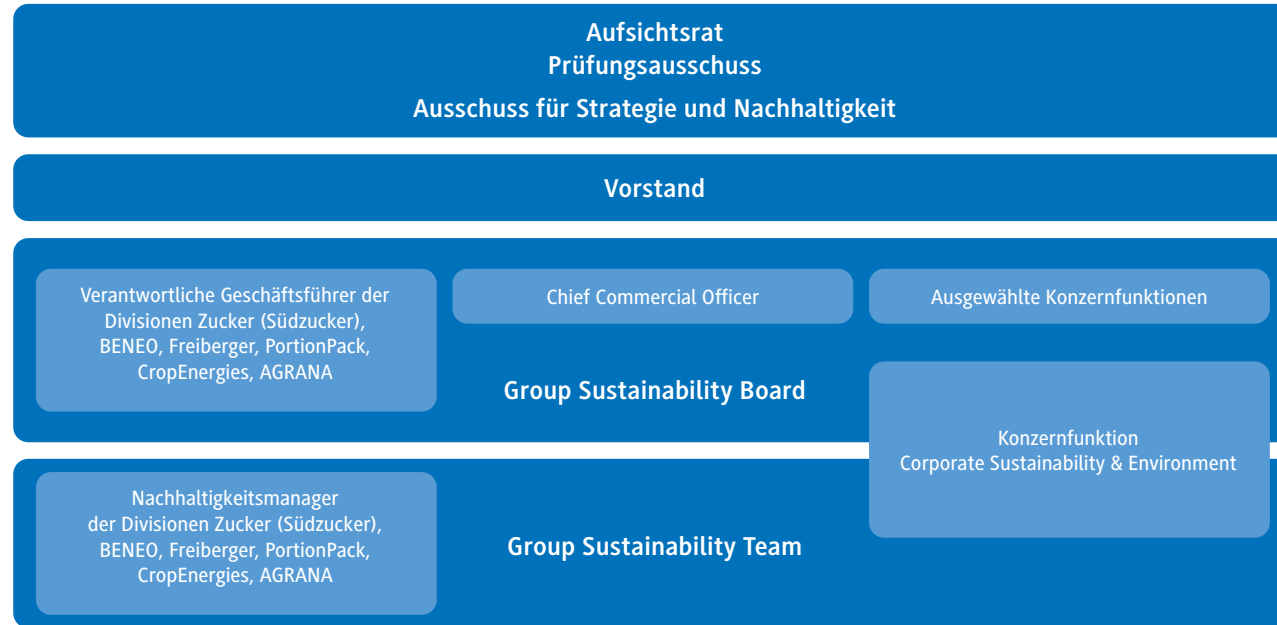 Aufsichtsrat
Prüfungsausschuss
Ausschuss für Strategie und Nachhaltigkeit
Vorstand
Verantwortliche Geschäftsführer der
Divisionen Zucker (Südzucker),
BENEO, Freiberger, PortionPack,
CropEnergies, AGRANA
Chief Commercial Officer
Ausgewählte Konzernfunktionen
Group Sustainability Board
Konzernfunktion
Corporate Sustainability & Environment
Nachhaltigkeitsmanager
der Divisionen Zucker (Südzucker),
BENEO, Freiberger, PortionPack,
CropEnergies, AGRANA
Group Sustainability Team